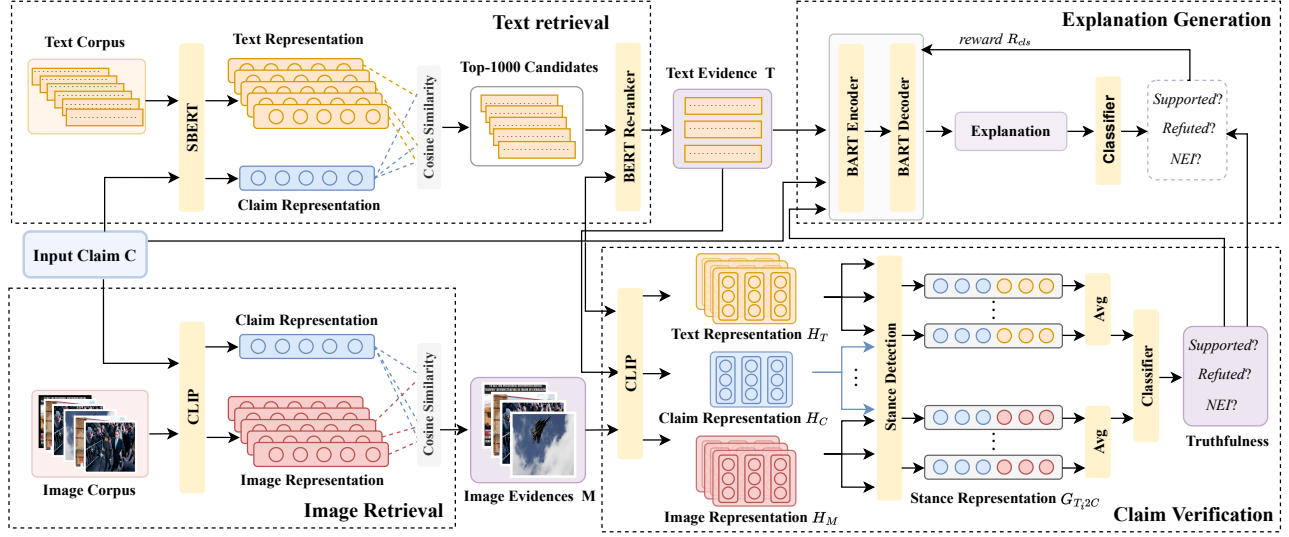 Text retrieval
Text Corpus
SBERT
Text Representation
Claim Representation
Cosine Similarity
Top-1000 Candidates
BERT Re-ranker
Text Evidence T
Explanation Generation
reward R_cls
BART Encoder
BART Decoder
Explanation
Classifier
Supported?
Refuted?
NEI?
Input Claim C
Image Retrieval
Claim Representation
CLIP
Image Corpus
Image Representation
Cosine Similarity
Image Evidences M
Claim Verification
CLIP
Text Representation H_T
Claim Representation H_C
Image Representation H_M
Stance Detection
Avg
Avg
Stance Representation G_{T_i2C}
Classifier
Supported?
Refuted?
NEI?
Truthfulness